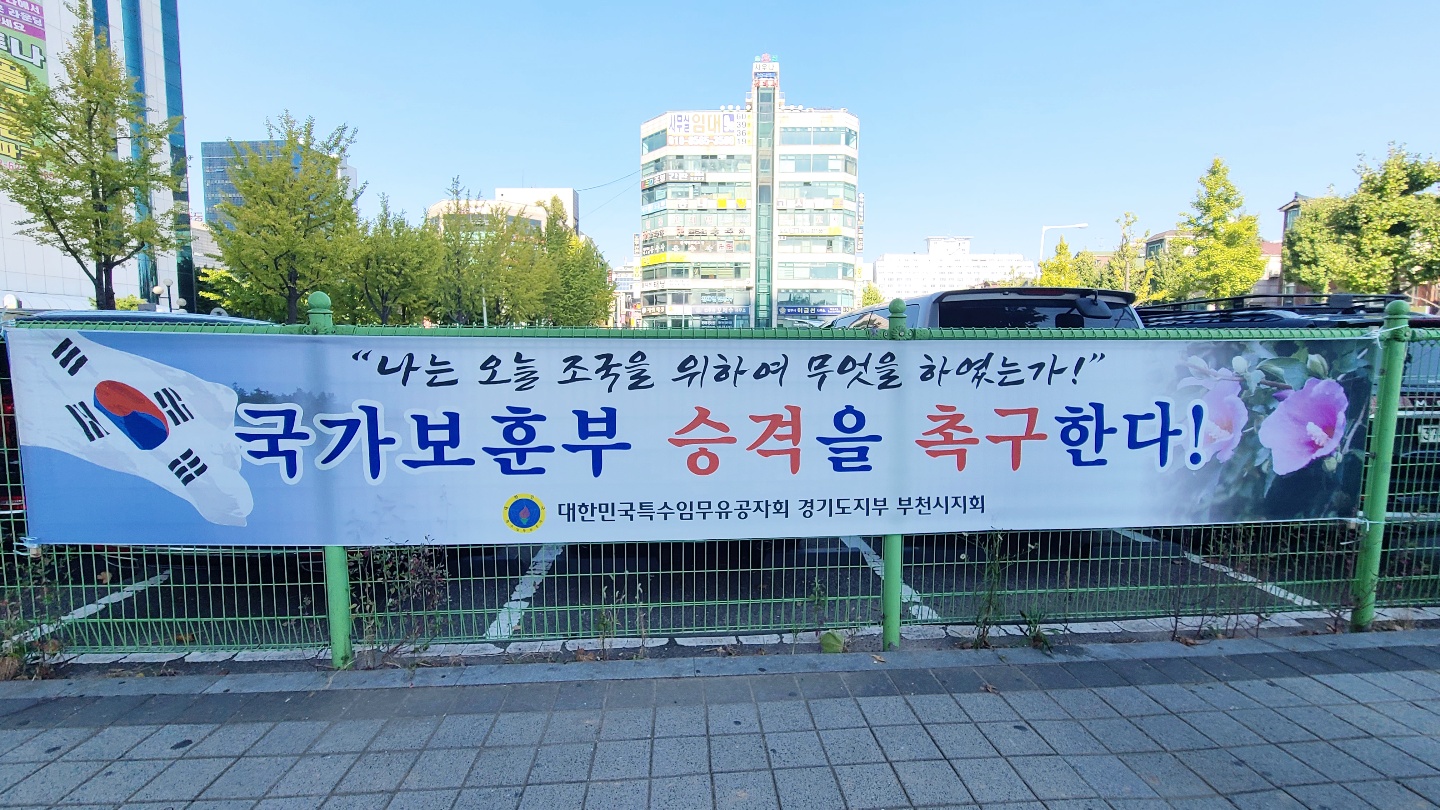 임대
“나는 오늘 조국을 위하여 무엇을 하였는가!”
국가보훈부 승격을 촉구한다!
대한민국특수임무유공자회 경기도지부 부천시지회